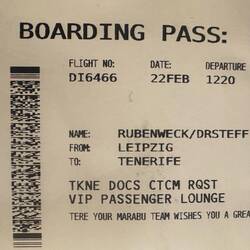 BOARDING PASS:
FLIGHT NO: DATE: DEPARTURE
DI6466 22FEB 1220
NAME: RUBENWECK/DRSTEFF
FROM: LEIPZIG
TO: TENERIFE
TKNE DOCS CTCM RQST
VIP PASSENGER LOUNGE
TERE YOUR MARABU TEAM WISHES YOU A GREA